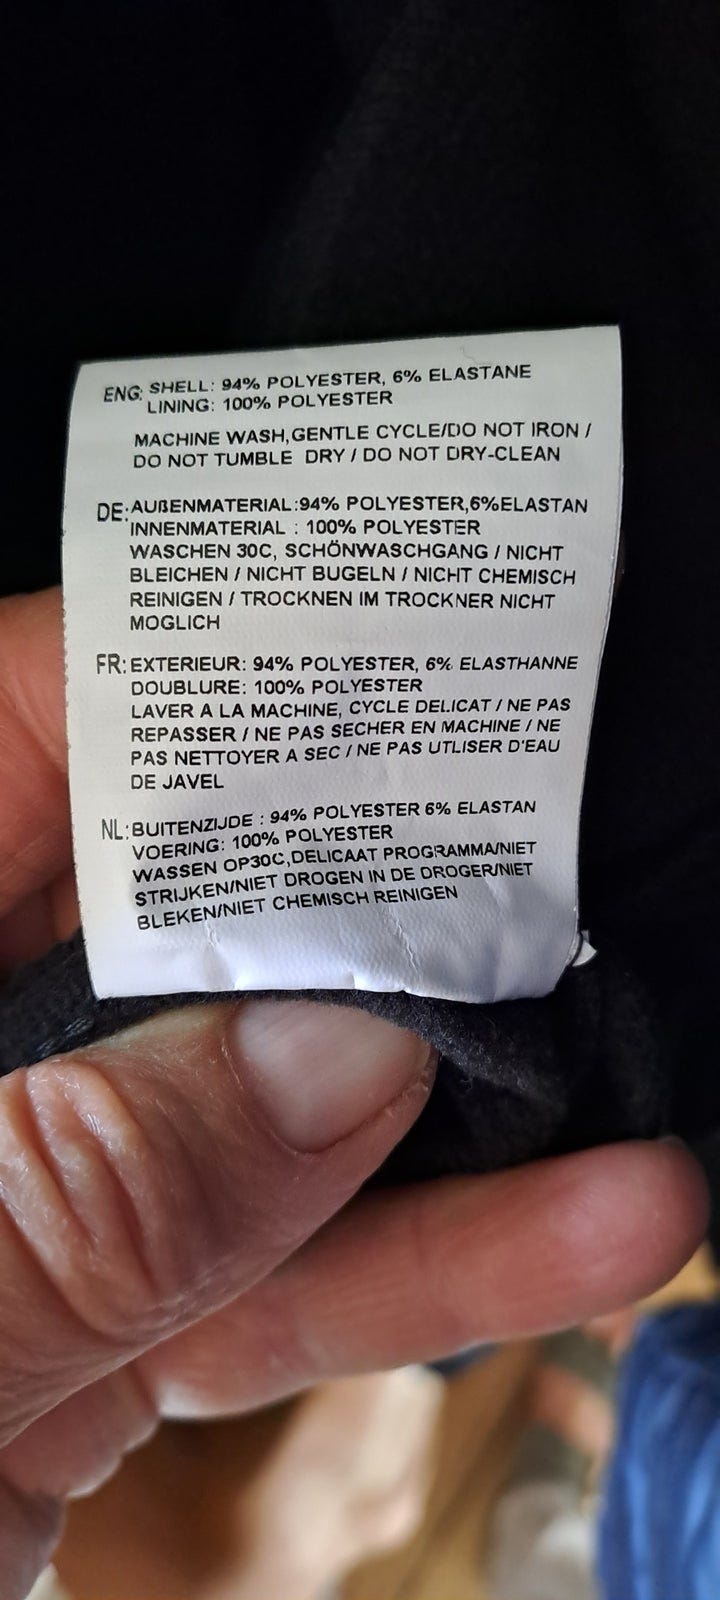 ENG: SHELL: 94% POLYESTER, 6% ELASTANE
LINING: 100% POLYESTER
MACHINE WASH,GENTLE CYCLE/DO NOT IRON /
DO NOT TUMBLE DRY / DO NOT DRY-CLEAN
DE:AUßENMATERIAL:94% POLYESTER,6%ELASTAN
INNENMATERIAL : 100% POLYESTER
WASCHEN 30C, SCHÖNWASCHGANG / NICHT
BLEICHEN / NICHT BUGELN / NICHT CHEMISCH
REINIGEN / TROCKNEN IM TROCKNER NICHT
MOGLICH
FR:EXTERIEUR: 94% POLYESTER, 6% ELASTHANNE
DOUBLURE: 100% POLYESTER
LAVER A LA MACHINE, CYCLE DELICAT / NE PAS
REPASSER / NE PAS SECHER EN MACHINE / NE
PAS NETTOYER A SEC / NE PAS UTLISER D'EAU
DE JAVEL
NL:BUITENZIJDE : 94% POLYESTER 6% ELASTAN
VOERING: 100% POLYESTER
WASSEN OP30C,DELICAAT PROGRAMMA/NIET
STRIJKEN/NIET DROGEN IN DE DROGER/NIET
BLEKEN/NIET CHEMISCH REINIGEN